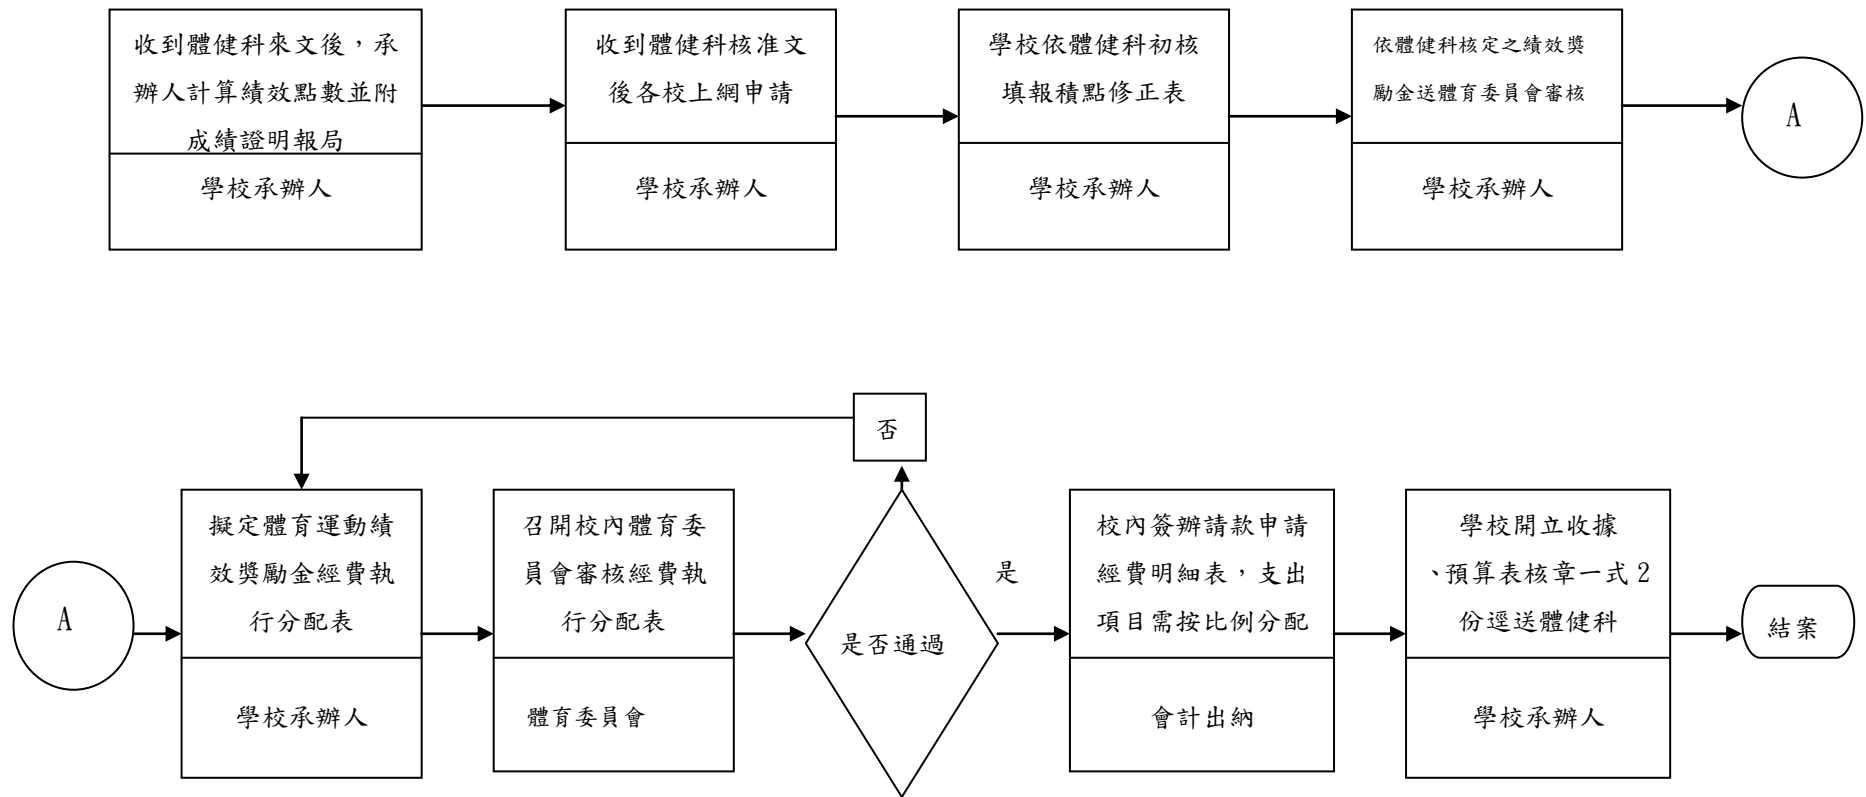 收到體健科來文後，承
辦人計算績效點數並附
成績證明報局
學校承辦人
收到體健科核准文
後各校上網申請
學校承辦人
學校依體健科初核
填報積點修正表
學校承辦人
依體健科核定之績效獎
勵金送體育委員會審核
學校承辦人
A
否
A
擬定體育運動績
效獎勵金經費執
行分配表
學校承辦人
召開校內體育委
員會審核經費執
行分配表
體育委員會
是否通過
是
校內簽辦請款申請
經費明細表，支出
項目需按比例分配
會計出納
學校開立收據
、預算表核章一式2
份逕送體健科
學校承辦人
結案